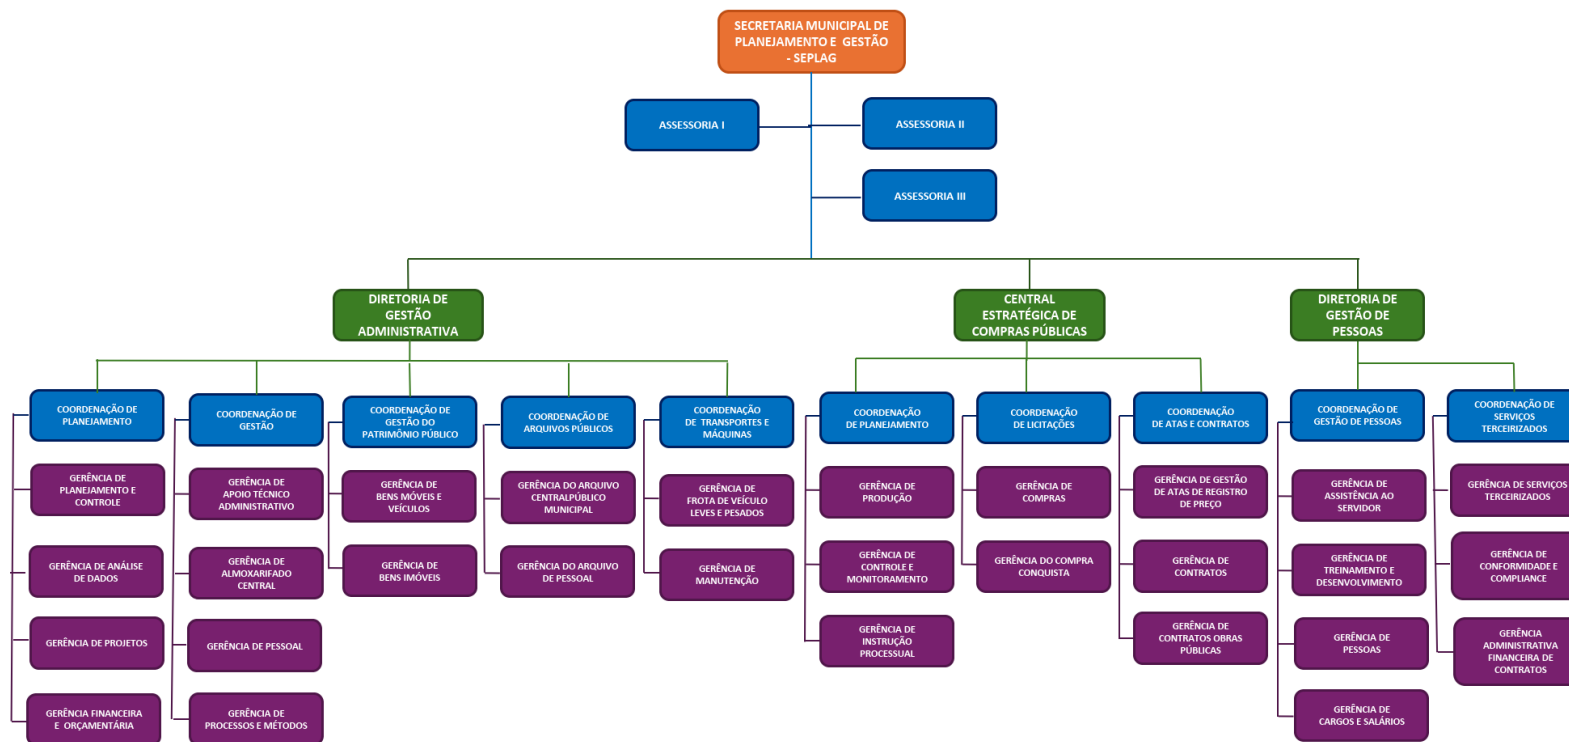 SECRETARIA MUNICIPAL DE
PLANEJAMENTO E GESTÃO
- SEPLAG
ASSESSORIA I
ASSESSORIA II
ASSESSORIA III
DIRETORIA DE
GESTÃO
ADMINISTRATIVA
CENTRAL
ESTRATÉGICA DE
COMPRAS PÚBLICAS
DIRETORIA DE
GESTÃO DE
PESSOAS
COORDENAÇÃO DE
PLANEJAMENTO
COORDENAÇÃO DE
GESTÃO
COORDENAÇÃO DE
GESTÃO DO
PATRIMÔNIO PÚBLICO
COORDENAÇÃO DE
ARQUIVOS PÚBLICOS
COORDENAÇÃO
DE TRANSPORTES E
MÁQUINAS
COORDENAÇÃO
DE PLANEJAMENTO
COORDENAÇÃO
DE LICITAÇÕES
COORDENAÇÃO
DE ATAS E CONTRATOS
COORDENAÇÃO DE
GESTÃO DE PESSOAS
COORDENAÇÃO DE
SERVIÇOS
TERCEIRIZADOS
GERÊNCIA DE
PLANEJAMENTO E
CONTROLE
GERÊNCIA DE
APOIO TÉCNICO
ADMINISTRATIVO
GERÊNCIA DE
BENS MÓVEIS E
VEÍCULOS
GERÊNCIA DO ARQUIVO
CENTRALPÚBLICO
MUNICIPAL
GERÊNCIA DE
FROTA DE VEÍCULO
LEVES E PESADOS
GERÊNCIA DE
PRODUÇÃO
GERÊNCIA DE
COMPRAS
GERÊNCIA DE GESTÃO
DE ATAS DE REGISTRO
DE PREÇO
GERÊNCIA DE
ASSISTÊNCIA AO
SERVIDOR
GERÊNCIA DE SERVIÇOS
TERCEIRIZADOS
GERÊNCIA DE ANÁLISE
DE DADOS
GERÊNCIA DE
ALMOXARIFADO
CENTRAL
GERÊNCIA DE
BENS IMÓVEIS
GERÊNCIA DO ARQUIVO
DE PESSOAL
GERÊNCIA DE
MANUTENÇÃO
GERÊNCIA DE
CONTROLE E
MONITORAMENTO
GERÊNCIA DO COMPRA
CONQUISTA
GERÊNCIA DE
CONTRATOS
GERÊNCIA DE
TREINAMENTO E
DESENVOLVIMENTO
GERÊNCIA DE
CONFORMIDADE E
COMPLIANCE
GERÊNCIA DE PROJETOS
GERÊNCIA DE PESSOAL
GERÊNCIA DE
INSTRUÇÃO
PROCESSUAL
GERÊNCIA DE
CONTRATOS OBRAS
PÚBLICAS
GERÊNCIA DE
PESSOAS
GERÊNCIA
ADMINISTRATIVA
FINANCEIRA DE
CONTRATOS
GERÊNCIA FINANCEIRA
E ORÇAMENTÁRIA
GERÊNCIA DE
PROCESSOS E MÉTODOS
GERÊNCIA DE
CARGOS E SALÁRIOS